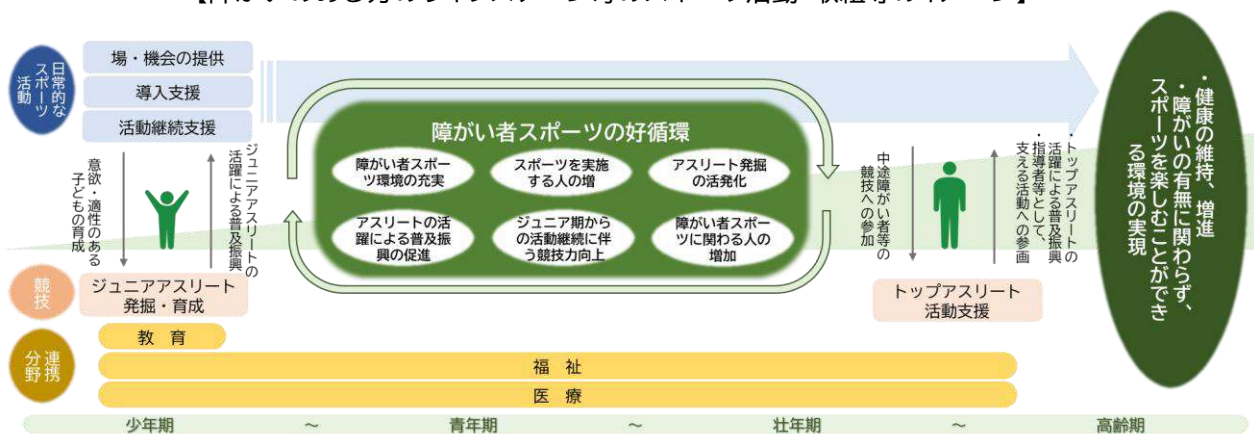 日常的な
スポーツ
活動
場・機会の提供
導入支援
活動継続支援
意欲・適性のある
子どもの育成
ジュニアアスリートの
活躍による普及振興
障がい者スポーツの好循環
障がい者スポー
ツ環境の充実
スポーツを実施
する人の増
アスリート発掘
の活発化
アスリートの活
躍による普及振
興の促進
ジュニア期から
の活動継続に伴
う競技力向上
障がい者スポー
ツに関わる人の
増加
中途障がい者等の
競技への参加
・トップアスリートの
活躍による普及振興
・指導者等として、
支える活動への参画
・健康の維持、増進
・障がいの有無に関わらず、
スポーツを楽しむことができ
る環境の実現
競技
ジュニアアスリート
発掘・育成
トップアスリート
活動支援
連携
分野
教 育
福 祉
医 療
少年期 ～ 青年期 ～ 壮年期 ～ 高齢期